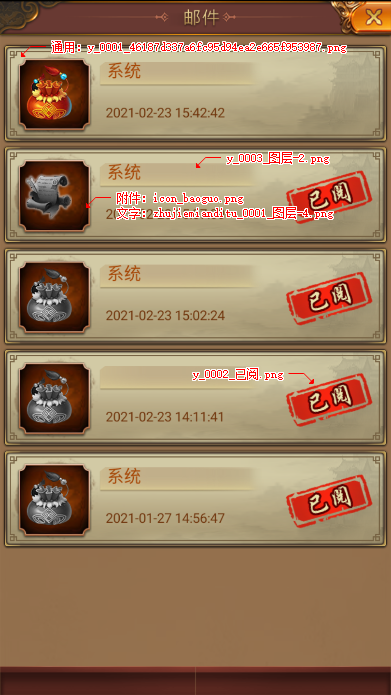 邮件
通用：y_0001_46187d337a6fc95d94ea2e665f953987.png
系统
2021-02-23 15:42:42
y_0003_图层-2.png
系统
已阅
附件：icon_baoguo.png
文字：zhujiemianditu_0001_图层-4.png
系统
2021-02-23 15:02:24
已阅
y_0002_已阅.png
2021-02-23 14:11:41
已阅
系统
2021-01-27 14:56:47
已阅